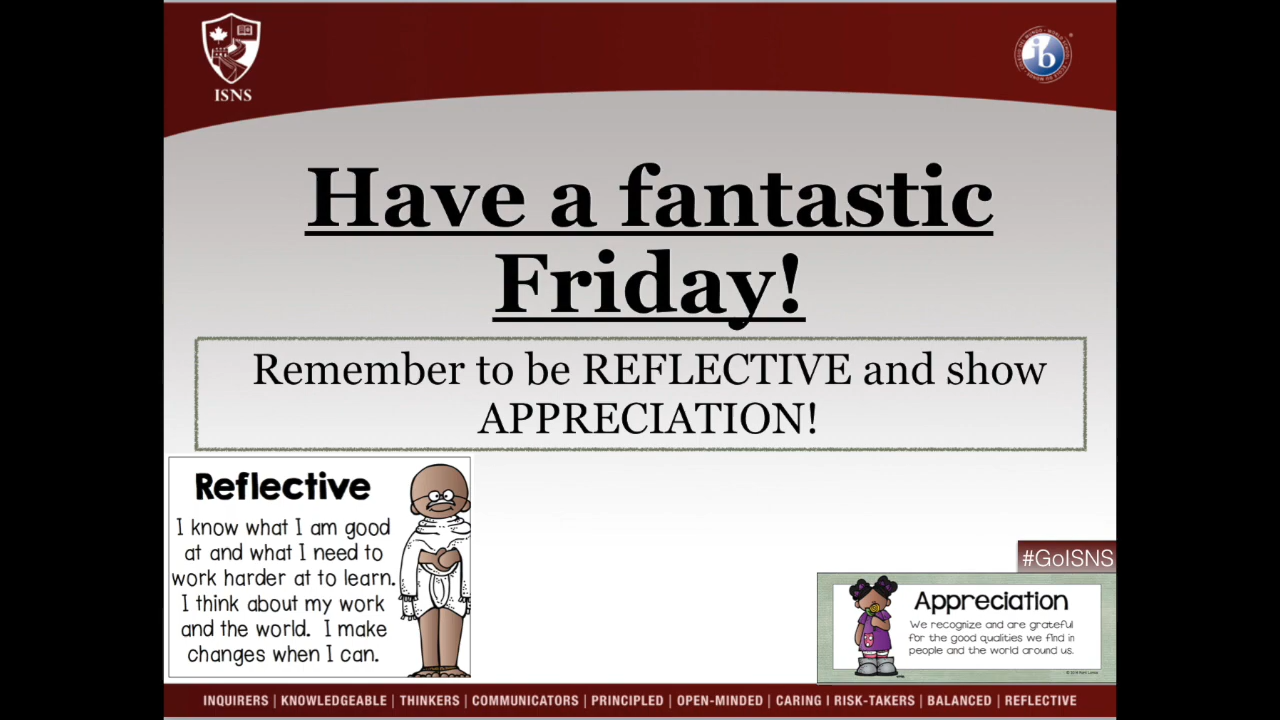 ISNS
ib
Have a fantastic
Friday!
Remember to be REFLECTIVE and show
APPRECIATION!
Reflective
I know what I am good
at and what I need to
work harder at to learn.
I think about my work
and the world. I make
changes when I can.
#GoISNS
Appreciation
We recognize and are grateful
for the good qualities we find in
people and the world around us.
INQUIRERS | KNOWLEDGEABLE | THINKERS | COMMUNICATORS | PRINCIPLED | OPEN-MINDED | CARING I RISK-TAKERS | BALANCED | REFLECTIVE